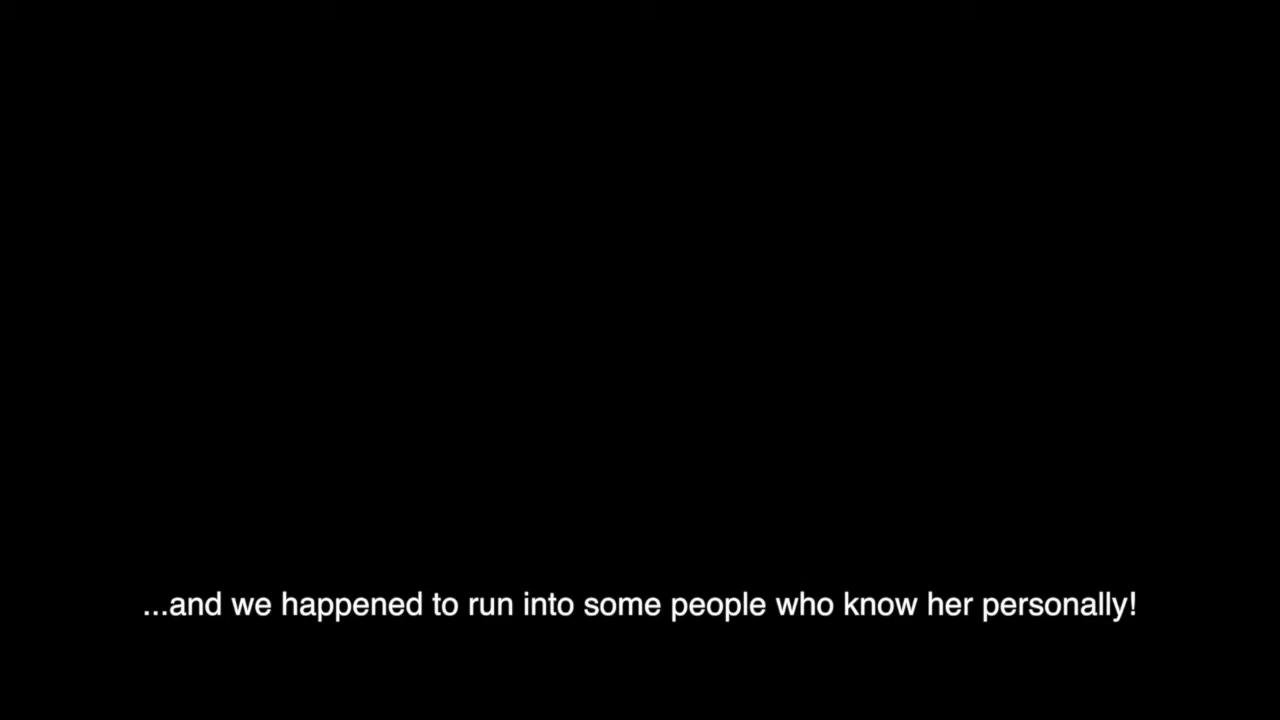 ...and we happened to run into some people who know her personally!